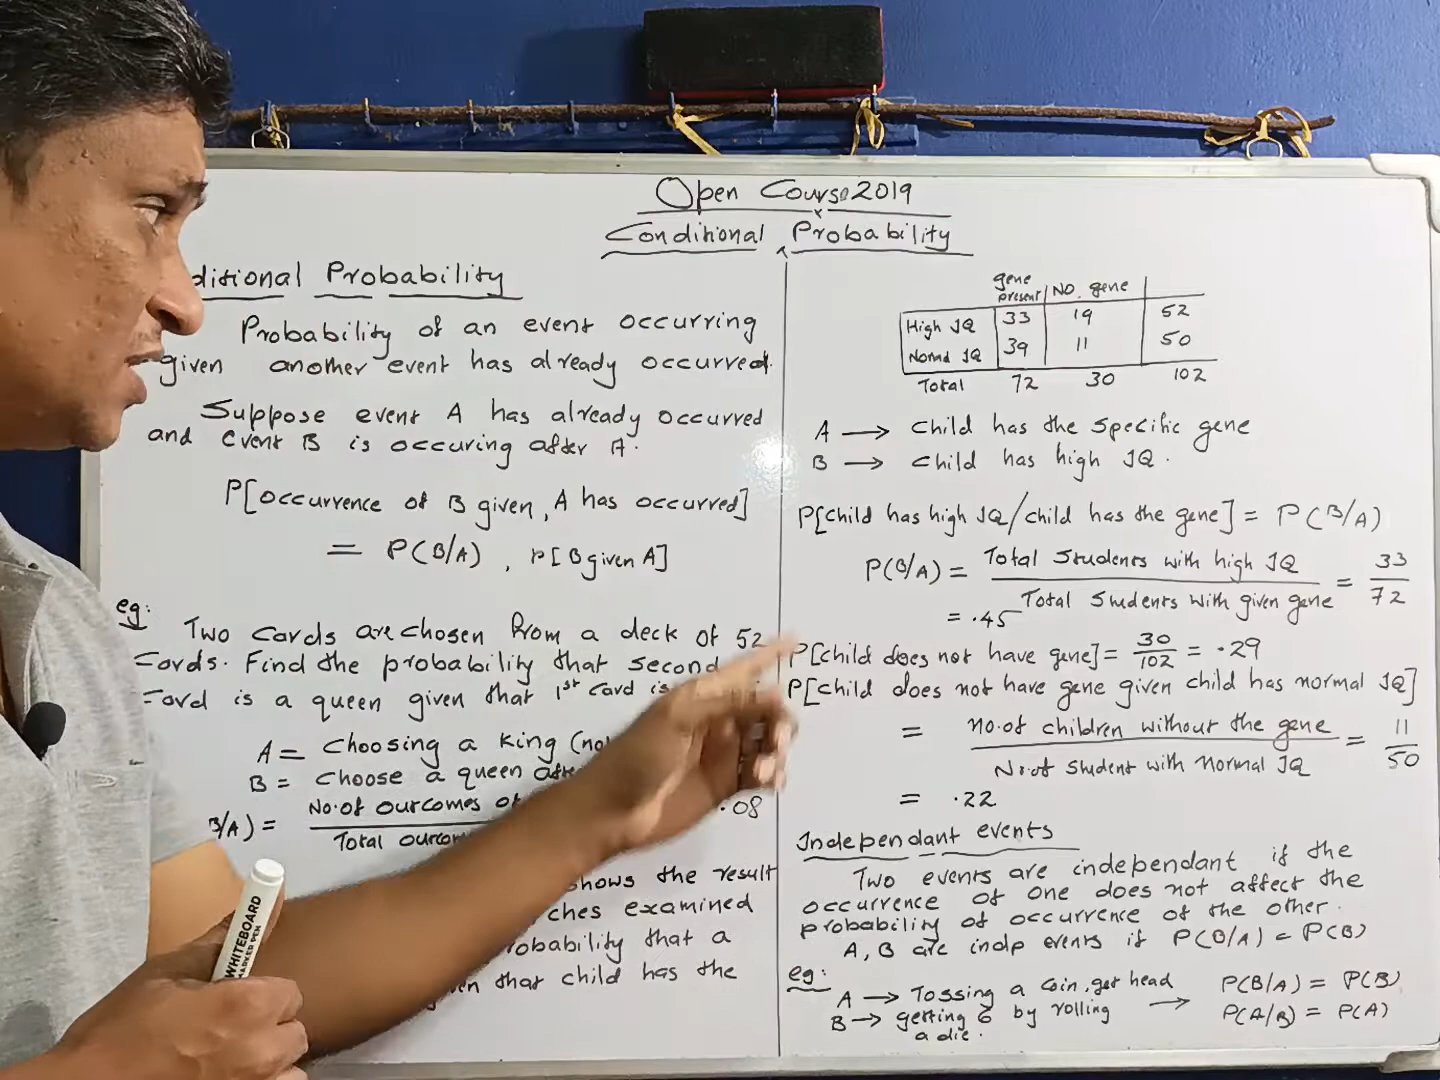 Open Course 2019
Conditional Probability
ditional Probability
Probability of an event occurring
given another event has already occurred.
Suppose event A has already occurred
and event B is occuring after A.
P[occurrence of B given, A has occurred]
= P(B/A) , P[B given A]
eg:
Two cards are chosen from a deck of 52
cards. Find the probability that second
card is a queen given that 1st card is
A = choosing a king (no
B = choose a queen afte
B/A) = No. of outcomes of
Total outcom
.08
shows the result
ches examined
robability that a
en that child has the
gene present NO. gene
High IQ 33 19 52
Normal IQ 39 11 50
Total 72 30 102
A → child has the specific gene
B → child has high IQ.
P[child has high IQ/child has the gene] = P(B/A)
P(B/A) = Total students with high IQ = 33
Total students with given gene 72
= .45
P[child does not have gene] = 30/102 = .29
P[child does not have gene given child has normal IQ]
= no. of children without the gene = 11
No. of student with normal IQ 50
= .22
Independant events
Two events are independant if the
occurrence of one does not affect the
probability of occurrence of the other.
A, B are indp events if P(B/A) = P(B)
eg:
A → Tossing a coin, get head P(B/A) = P(B)
B → getting 6 by rolling → P(A/B) = P(A)
a die.
WHITEBOARD
MARKER PEN